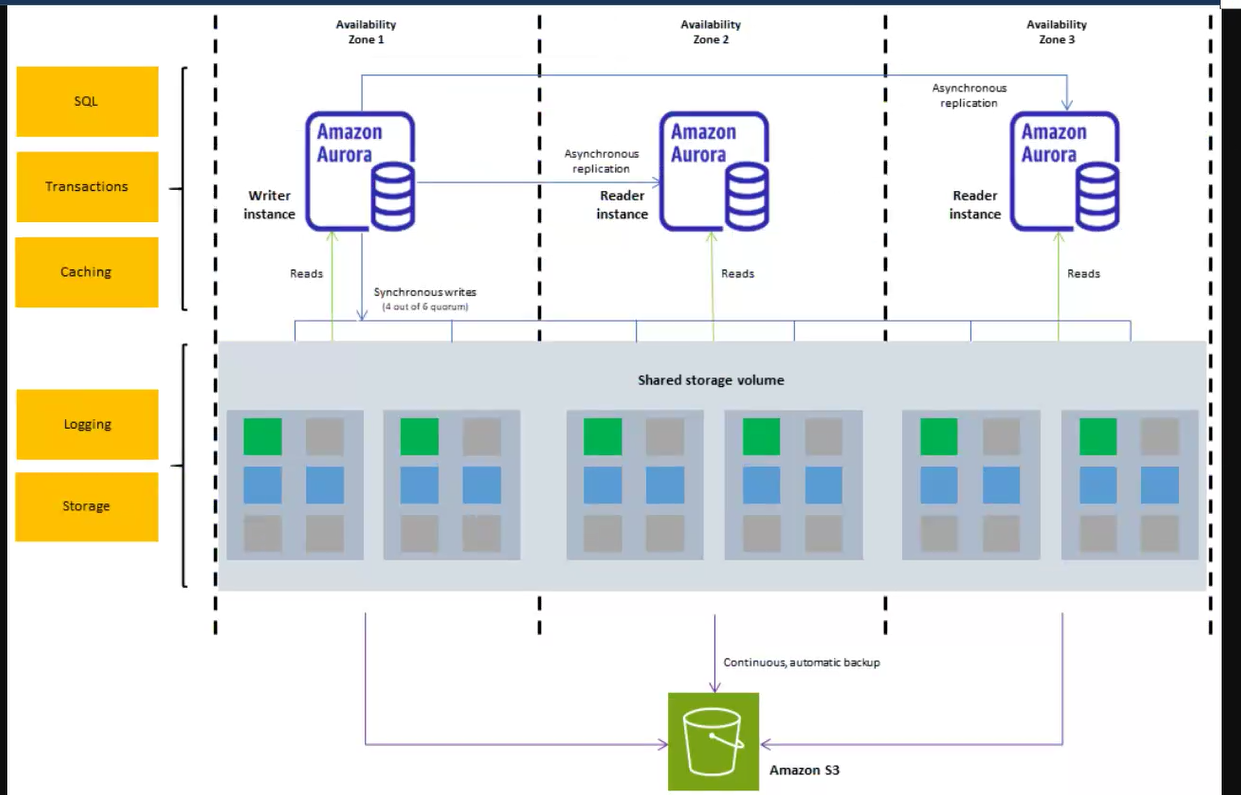 Availability
Zone 1
Availability
Zone 2
Availability
Zone 3
SQL
Transactions
Caching
Amazon
Aurora
Writer
instance
Asynchronous
replication
Amazon
Aurora
Reader
instance
Asynchronous
replication
Amazon
Aurora
Reader
instance
Reads
Synchronous writes
(4 out of 6 quorum)
Reads
Reads
Logging
Storage
Shared storage volume
Continuous, automatic backup
Amazon S3